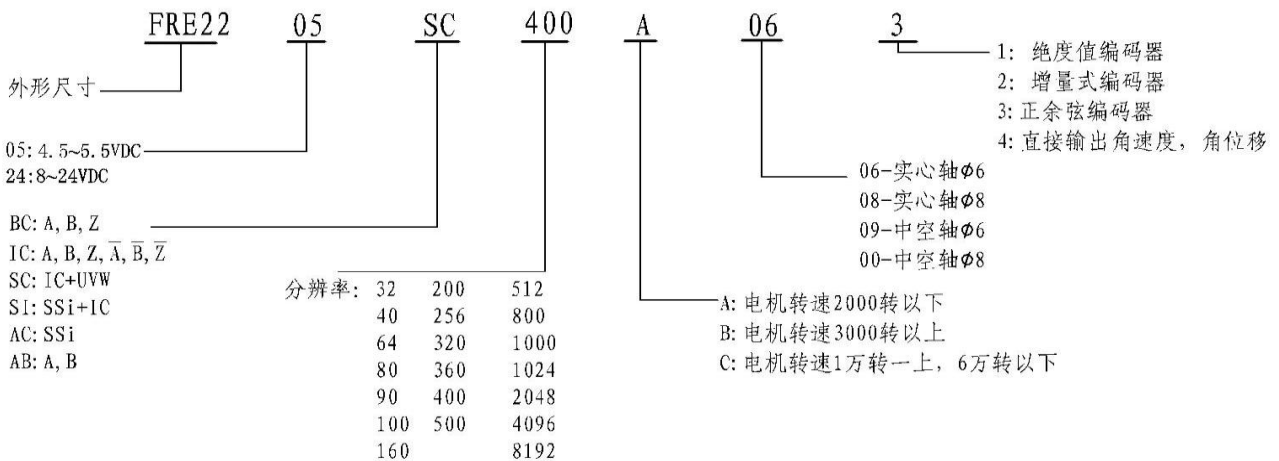 FRE22 05 SC 400 A 06 3
外形尺寸
05: 4.5~5.5VDC
24:8~24VDC
BC: A, B, Z
IC: A, B, Z, A̅, B̅, Z̅
SC: IC+UVW
SI: SSi+IC
AC: SSi
AB: A, B
分辨率: 32 200 512
40 256 800
64 320 1000
80 360 1024
90 400 2048
100 500 4096
160 8192
A: 电机转速2000转以下
B: 电机转速3000转以上
C: 电机转速1万转一上, 6万转以下
06-实心轴Φ6
08-实心轴Φ8
09-中空轴Φ6
00-中空轴Φ8
1: 绝度值编码器
2: 增量式编码器
3: 正余弦编码器
4: 直接输出角速度, 角位移